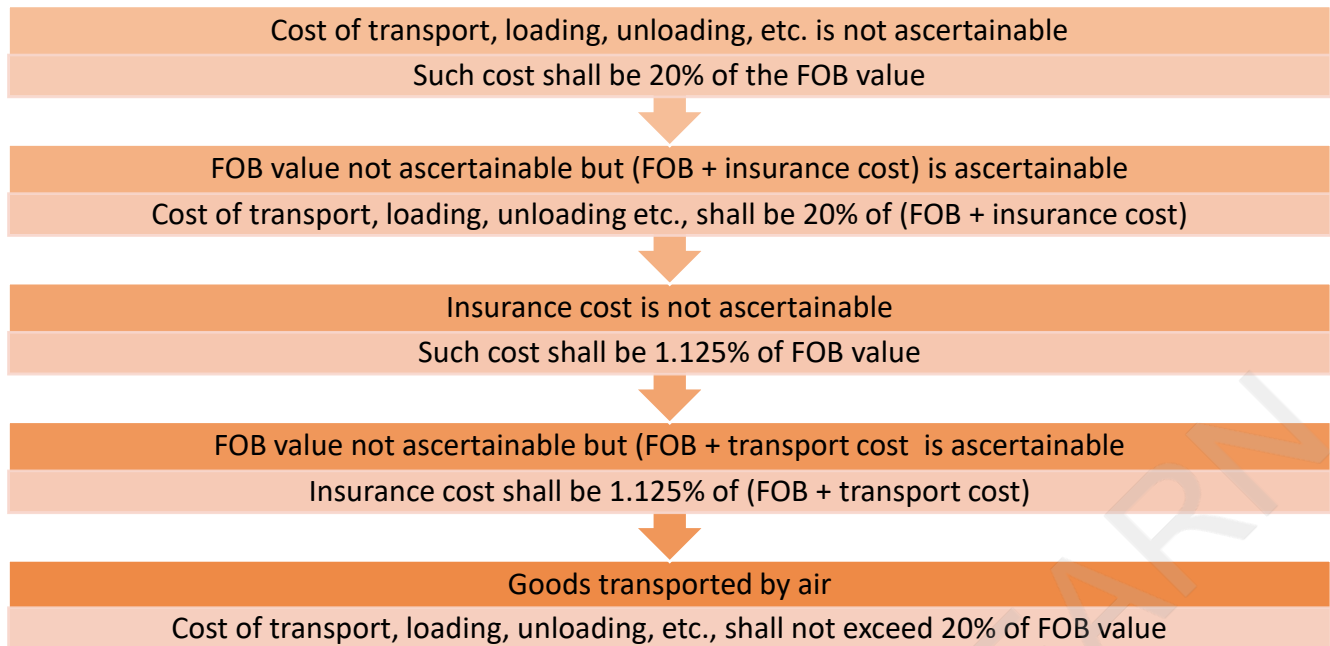 Cost of transport, loading, unloading, etc. is not ascertainable
Such cost shall be 20% of the FOB value
FOB value not ascertainable but (FOB + insurance cost) is ascertainable
Cost of transport, loading, unloading etc., shall be 20% of (FOB + insurance cost)
Insurance cost is not ascertainable
Such cost shall be 1.125% of FOB value
FOB value not ascertainable but (FOB + transport cost  is ascertainable
Insurance cost shall be 1.125% of (FOB + transport cost)
Goods transported by air
Cost of transport, loading, unloading, etc., shall not exceed 20% of FOB value